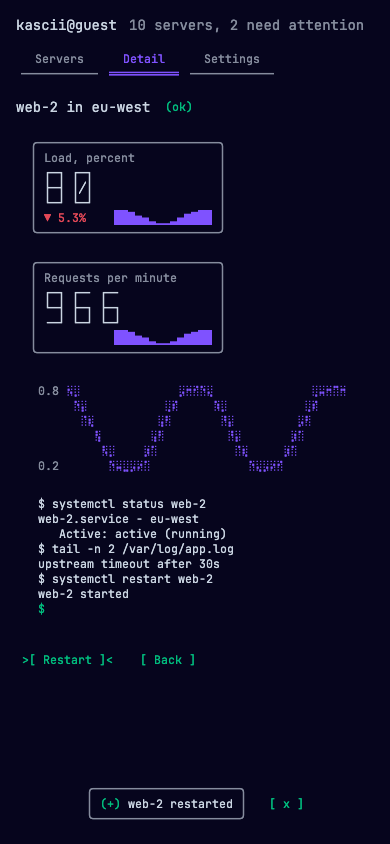 kascii@guest 10 servers, 2 need attention
Servers Detail Settings
web-2 in eu-west (ok)
Load, percent
80
▼ 5.3%
Requests per minute
966
0.8
0.2
$ systemctl status web-2
web-2.service - eu-west
Active: active (running)
$ tail -n 2 /var/log/app.log
upstream timeout after 30s
$ systemctl restart web-2
web-2 started
$
>[ Restart ]< [ Back ]
(+) web-2 restarted [ x ]